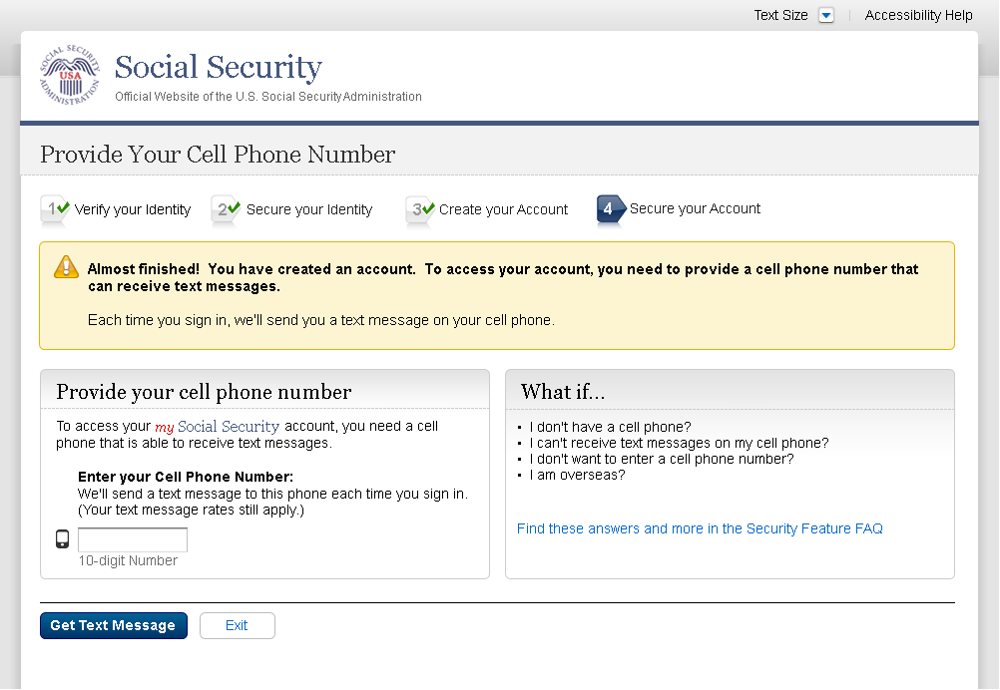 Text Size
Accessibility Help
SOCIAL SECURITY ADMINISTRATION
USA
Social Security
Official Website of the U.S. Social Security Administration
Provide Your Cell Phone Number
1 Verify your Identity
2 Secure your Identity
3 Create your Account
4 Secure your Account
Almost finished! You have created an account. To access your account, you need to provide a cell phone number that
can receive text messages.
Each time you sign in, we'll send you a text message on your cell phone.
Provide your cell phone number
To access your my Social Security account, you need a cell
phone that is able to receive text messages.
Enter your Cell Phone Number:
We'll send a text message to this phone each time you sign in.
(Your text message rates still apply.)
10-digit Number
What if...
• I don't have a cell phone?
• I can't receive text messages on my cell phone?
• I don't want to enter a cell phone number?
• I am overseas?
Find these answers and more in the Security Feature FAQ
Get Text Message
Exit